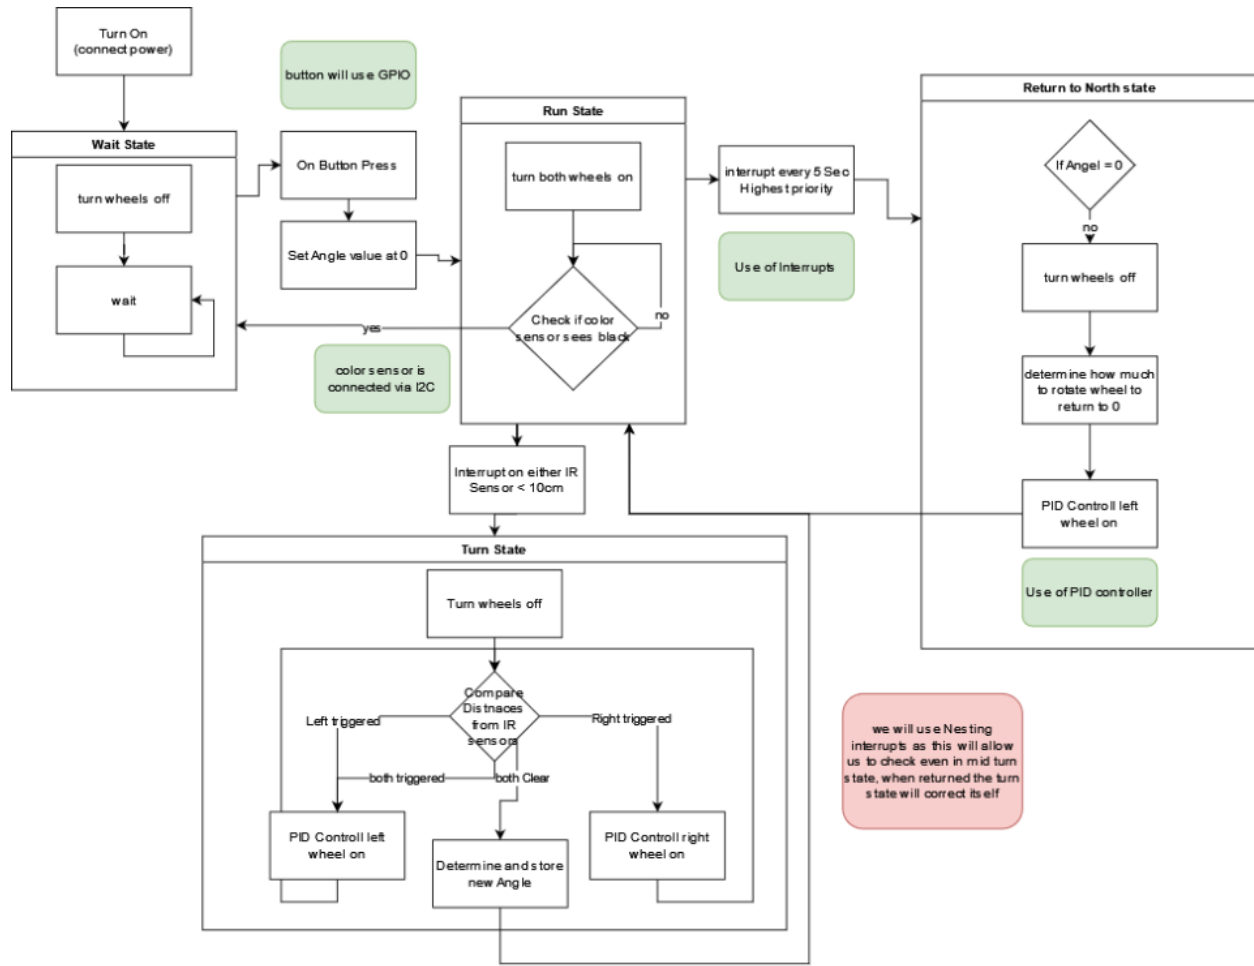 Turn On
(connect power)
button will use GPIO
Wait State
turn wheels off
wait
On Button Press
Set Angle value at 0
Run State
turn both wheels on
Check if color
sensor sees black
no
yes
color sensor is
connected via I2C
interrupt every 5 Sec
Highest priority
Use of Interrupts
Return to North state
If Angel = 0
no
turn wheels off
determine how much
to rotate wheel to
return to 0
PID Controll left
wheel on
Use of PID controller
Interrupt on either IR
Sensor < 10cm
Turn State
Turn wheels off
Compare
Distnaces
from IR
sensors
Left triggered
Right triggered
both triggered
both Clear
PID Controll left
wheel on
Determine and store
new Angle
PID Controll right
wheel on
we will use Nesting
interrupts as this will allow
us to check even in mid turn
state, when returned the turn
state will correct itself